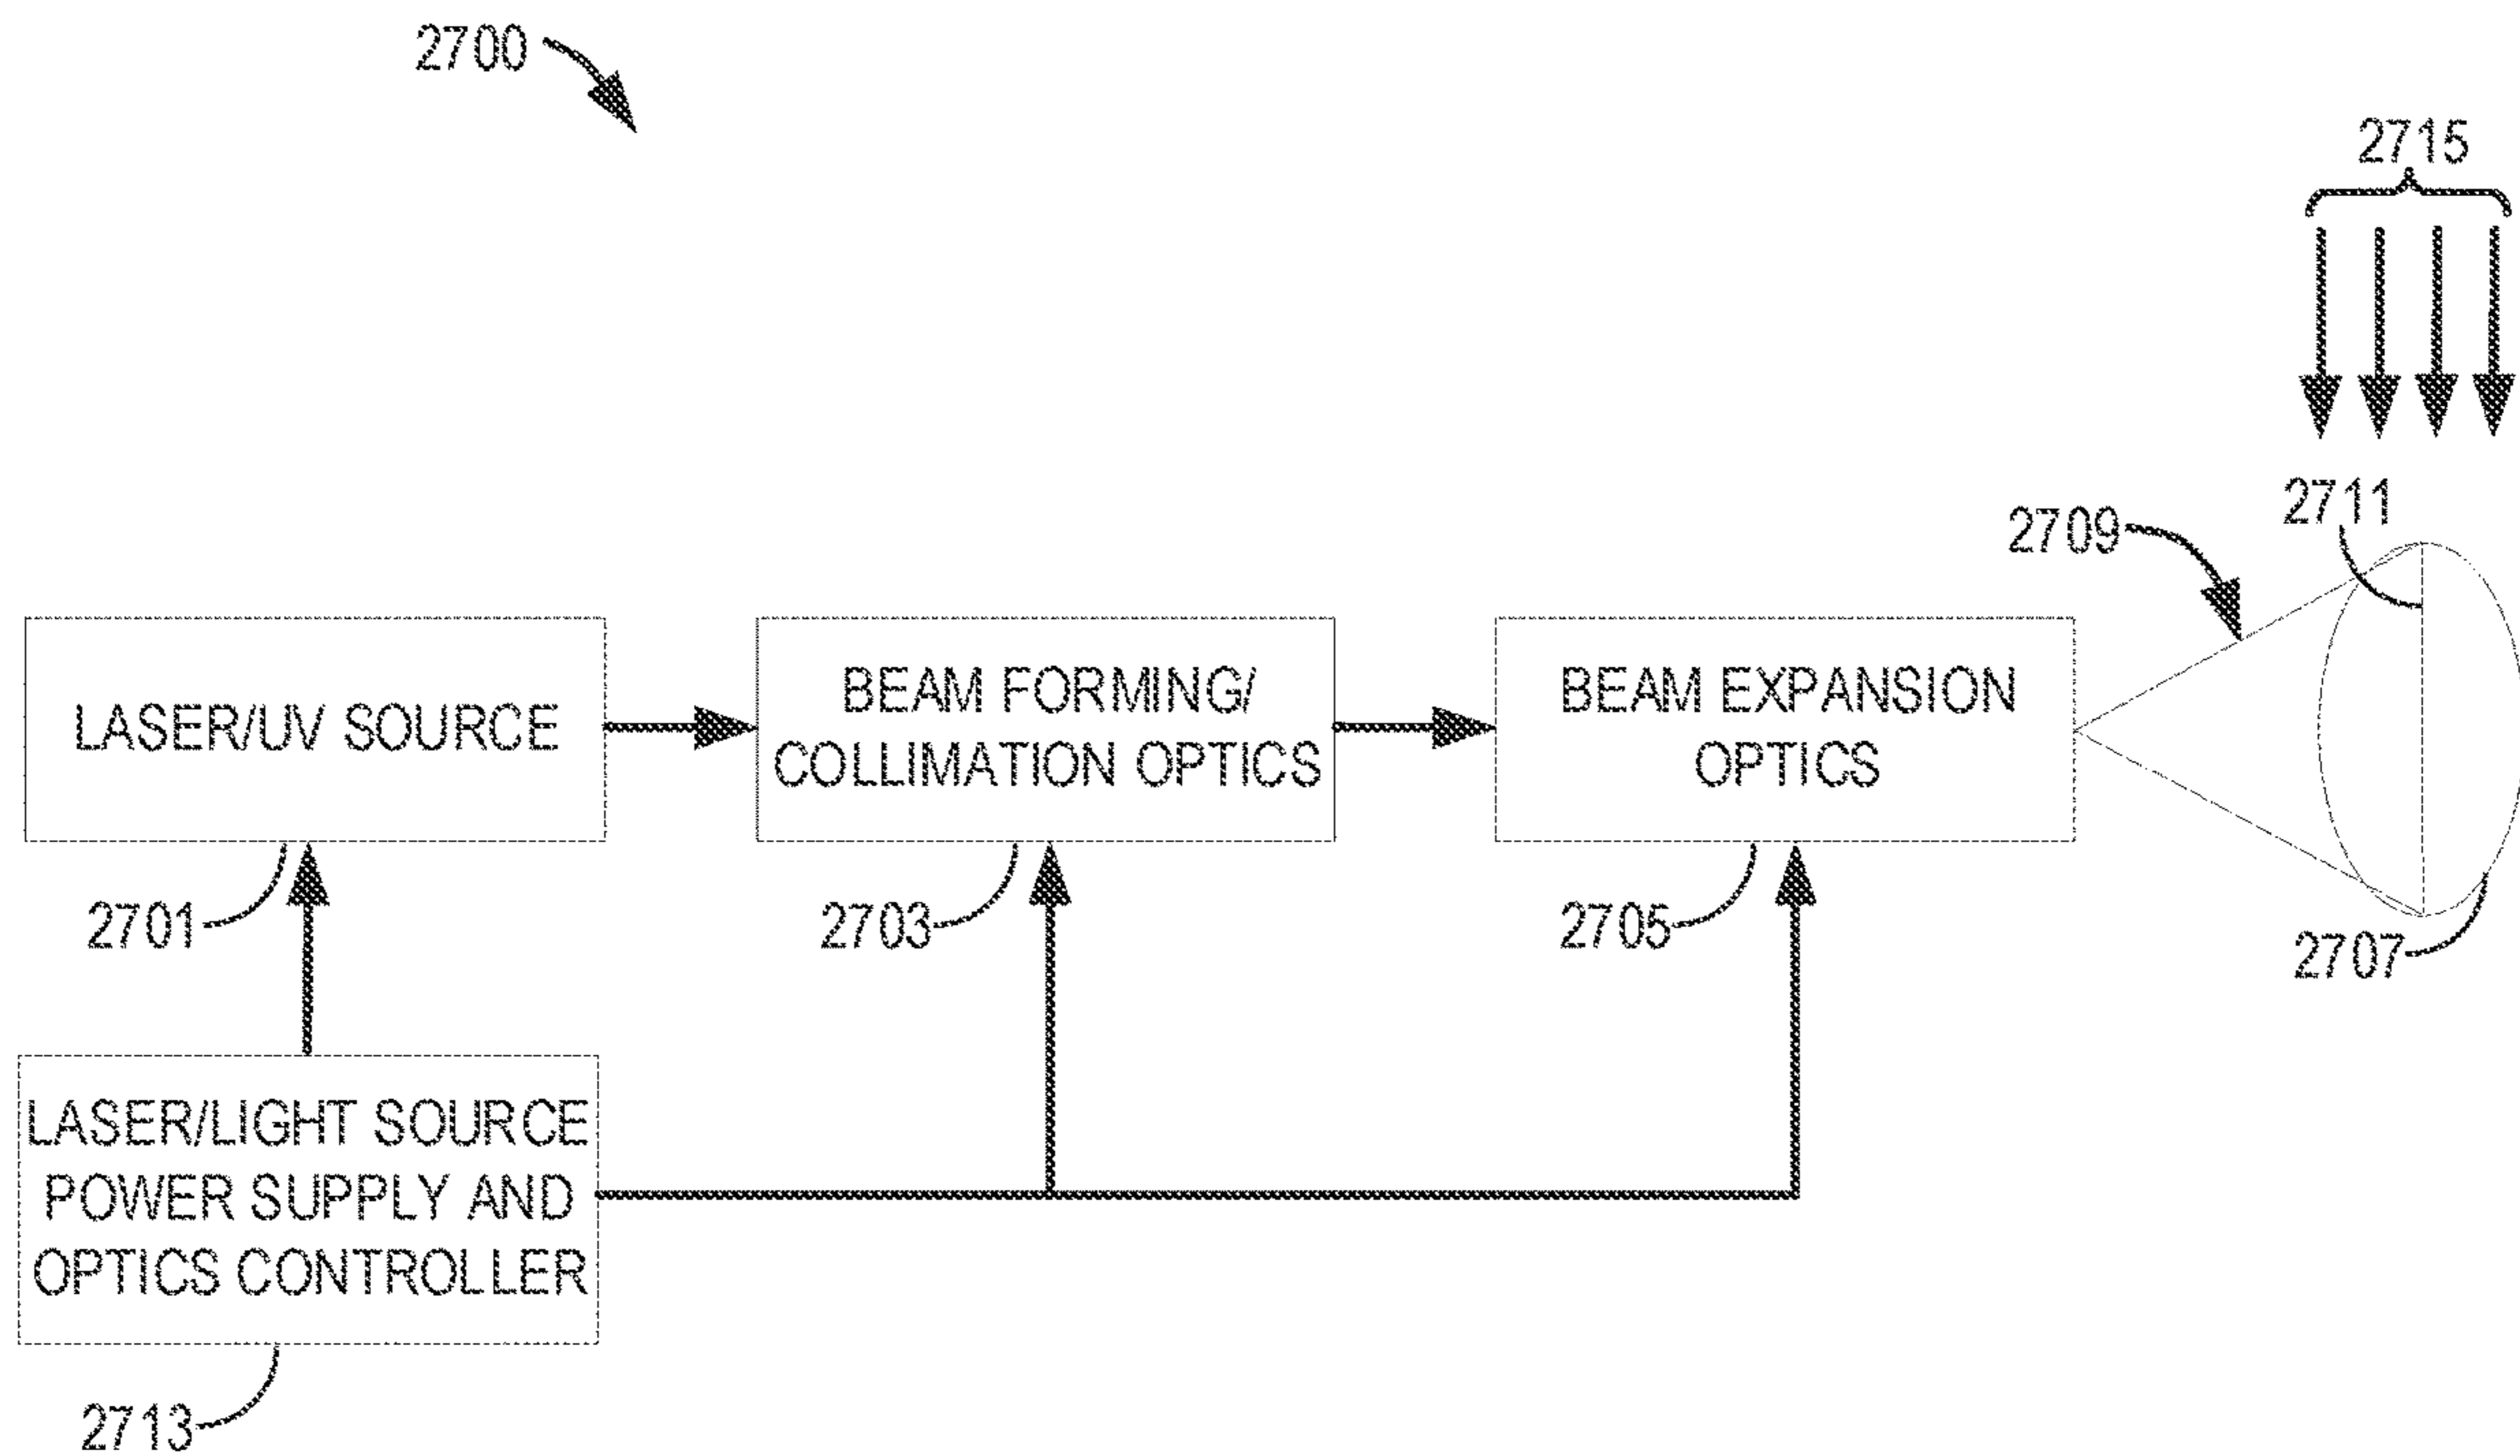 2700
2715
2711
2709
LASER/UV SOURCE
BEAM FORMING/
COLLIMATION OPTICS
BEAM EXPANSION
OPTICS
2701
2703
2705
2707
LASER/LIGHT SOURCE
POWER SUPPLY AND
OPTICS CONTROLLER
2713